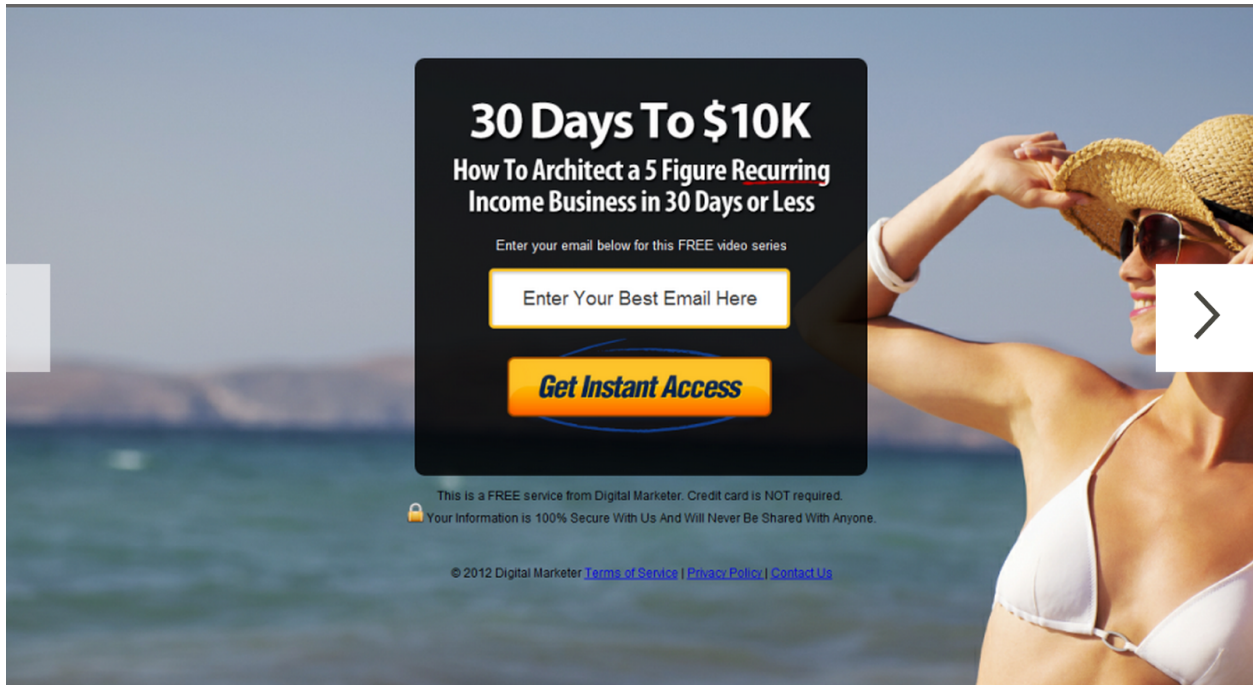 30 Days To $10K
How To Architect a 5 Figure Recurring
Income Business in 30 Days or Less
Enter your email below for this FREE video series
Enter Your Best Email Here
Get Instant Access
This is a FREE service from Digital Marketer. Credit card is NOT required.
Your Information is 100% Secure With Us And Will Never Be Shared With Anyone.
© 2012 Digital Marketer Terms of Service | Privacy Policy | Contact Us